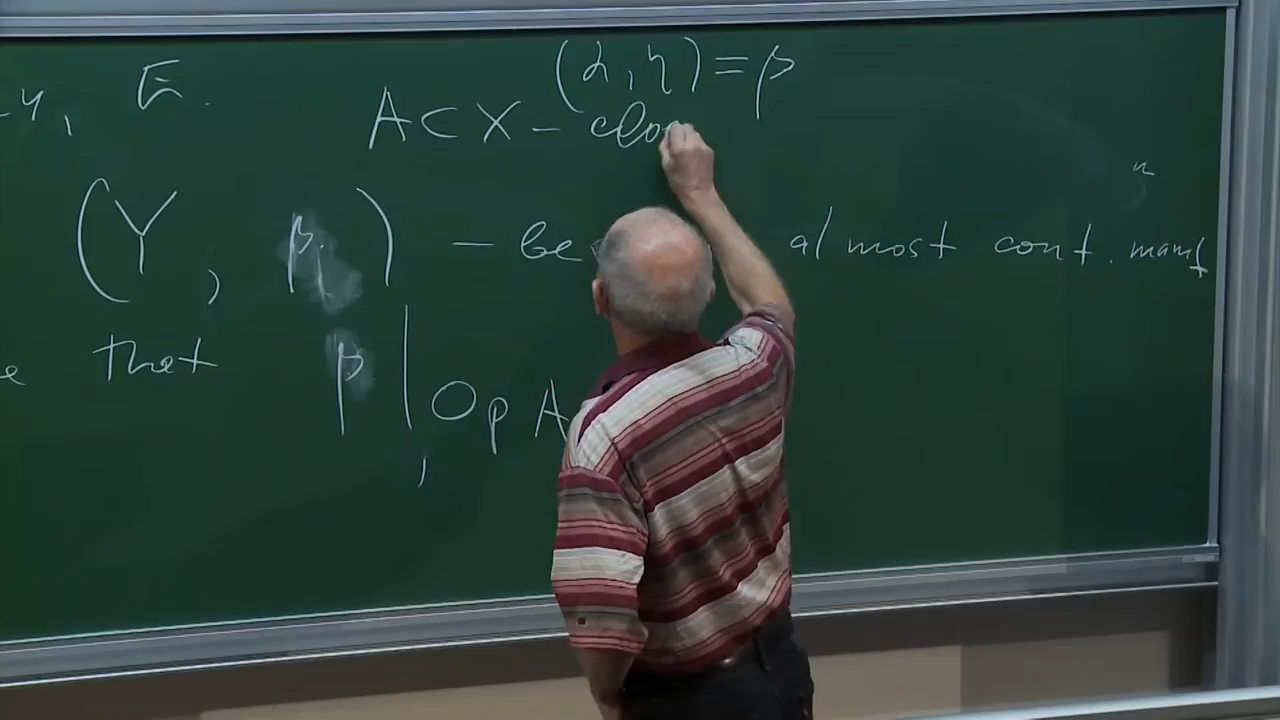 (λ, η) = β
-y, E.
A ⊂ X - clo
(Y, β) - be almost cont. manif
e that β|Op A